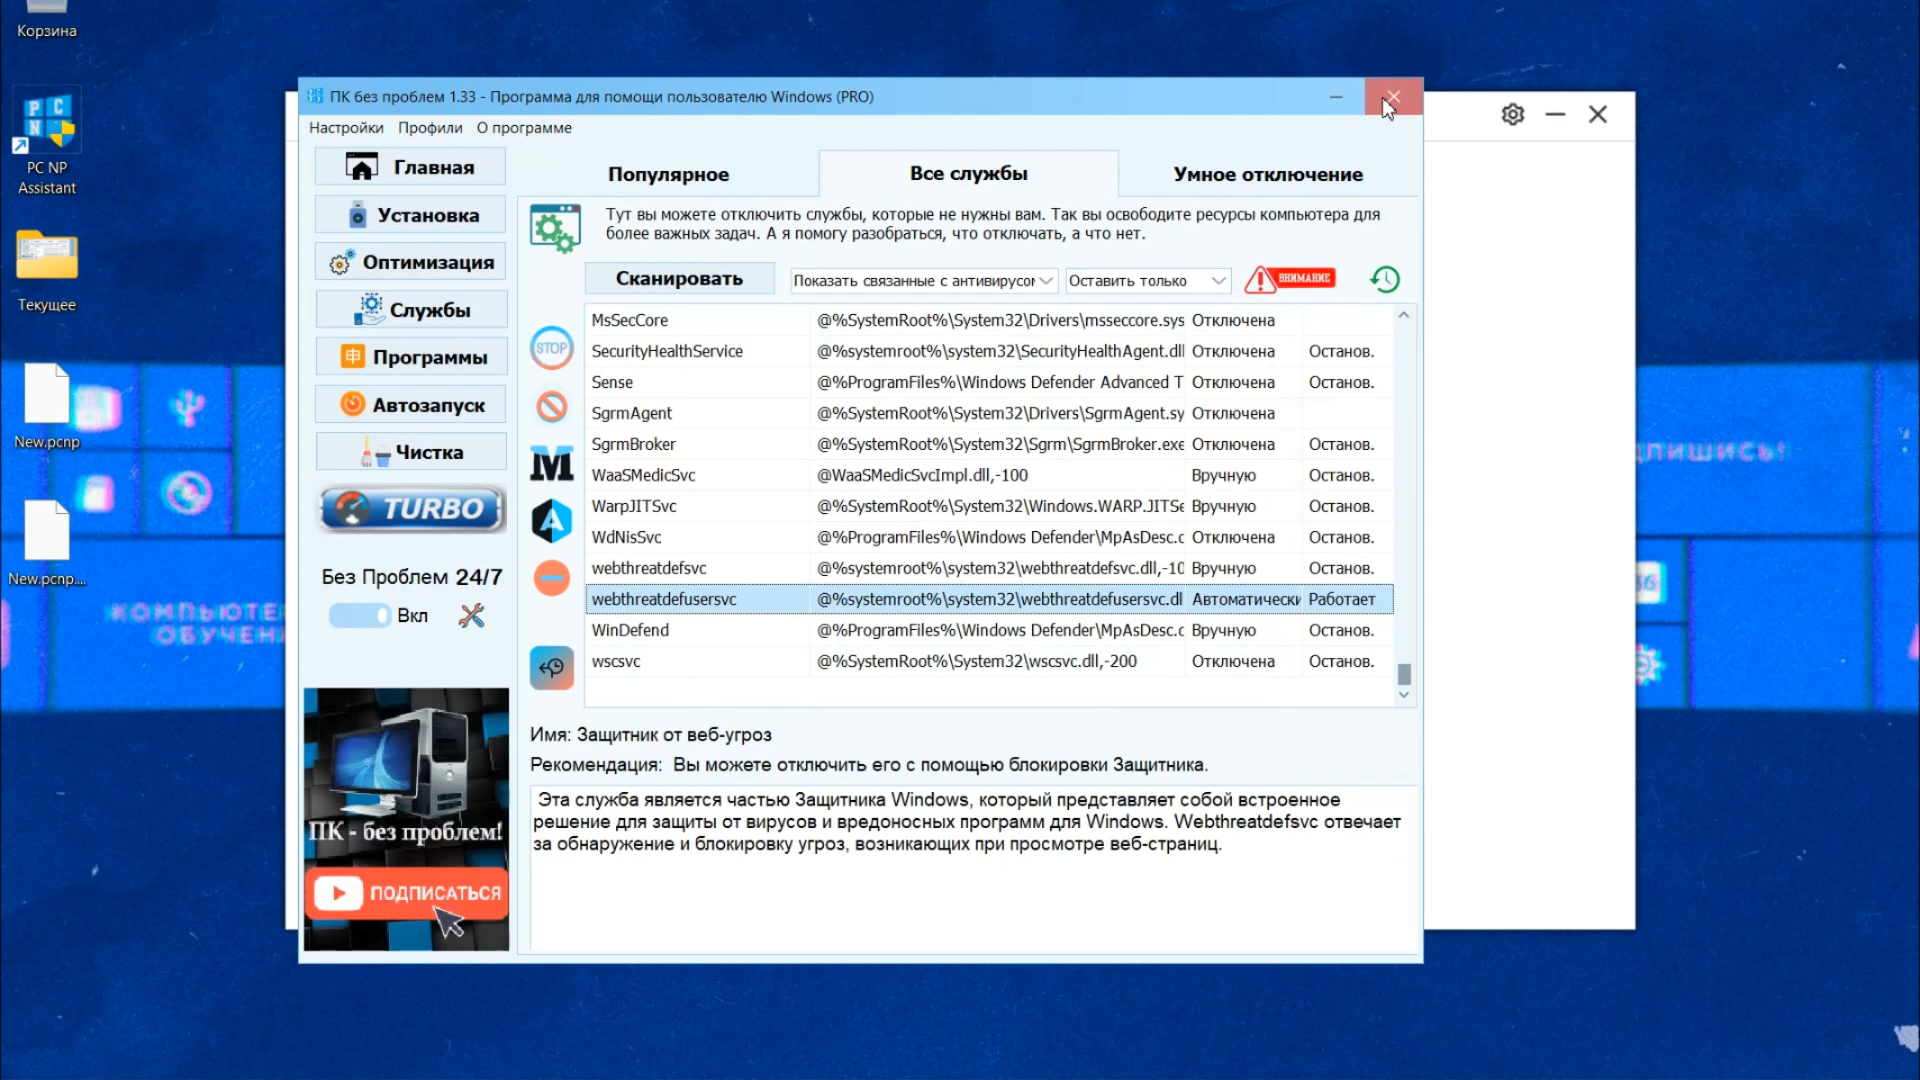 Корзина
PC NP
Assistant
Текущее
New.pcnp
New.pcnp....
ПК без проблем 1.33 - Программа для помощи пользователю Windows (PRO)
Настройки Профили О программе
Главная
Установка
Оптимизация
Службы
Программы
Автозапуск
Чистка
TURBO
Без Проблем 24/7
Вкл
ПК - без проблем!
ПОДПИСАТЬСЯ
Популярное Все службы Умное отключение
Тут вы можете отключить службы, которые не нужны вам. Так вы освободите ресурсы компьютера для
более важных задач. А я помогу разобраться, что отключать, а что нет.
Сканировать Показать связанные с антивирусом Оставить только ВНИМАНИЕ
STOP
MsSecCore @%SystemRoot%\System32\Drivers\msseccore.sys Отключена
SecurityHealthService @%systemroot%\system32\SecurityHealthAgent.dll Отключена Останов.
Sense @%ProgramFiles%\Windows Defender Advanced T Отключена Останов.
SgrmAgent @%SystemRoot%\System32\Drivers\SgrmAgent.sy Отключена
SgrmBroker @%SystemRoot%\System32\Sgrm\SgrmBroker.exe Отключена Останов.
WaaSMedicSvc @WaaSMedicSvcImpl.dll,-100 Вручную Останов.
WarpJITSvc @%SystemRoot%\System32\Windows.WARP.JITSe Вручную Останов.
WdNisSvc @%ProgramFiles%\Windows Defender\MpAsDesc.d Отключена Останов.
webthreatdefsvc @%systemroot%\system32\webthreatdefsvc.dll,-10 Вручную Останов.
webthreatdefusersvc @%systemroot%\system32\webthreatdefusersvc.dl Автоматически Работает
WinDefend @%ProgramFiles%\Windows Defender\MpAsDesc.d Вручную Останов.
wscsvc @%SystemRoot%\System32\wscsvc.dll,-200 Отключена Останов.
Имя: Защитник от веб-угроз
Рекомендация: Вы можете отключить его с помощью блокировки Защитника.
Эта служба является частью Защитника Windows, который представляет собой встроенное
решение для защиты от вирусов и вредоносных программ для Windows. Webthreatdefsvc отвечает
за обнаружение и блокировку угроз, возникающих при просмотре веб-страниц.
КОМПЬЮТЕ
ОБУЧЕН
ДПИШИСЬ!